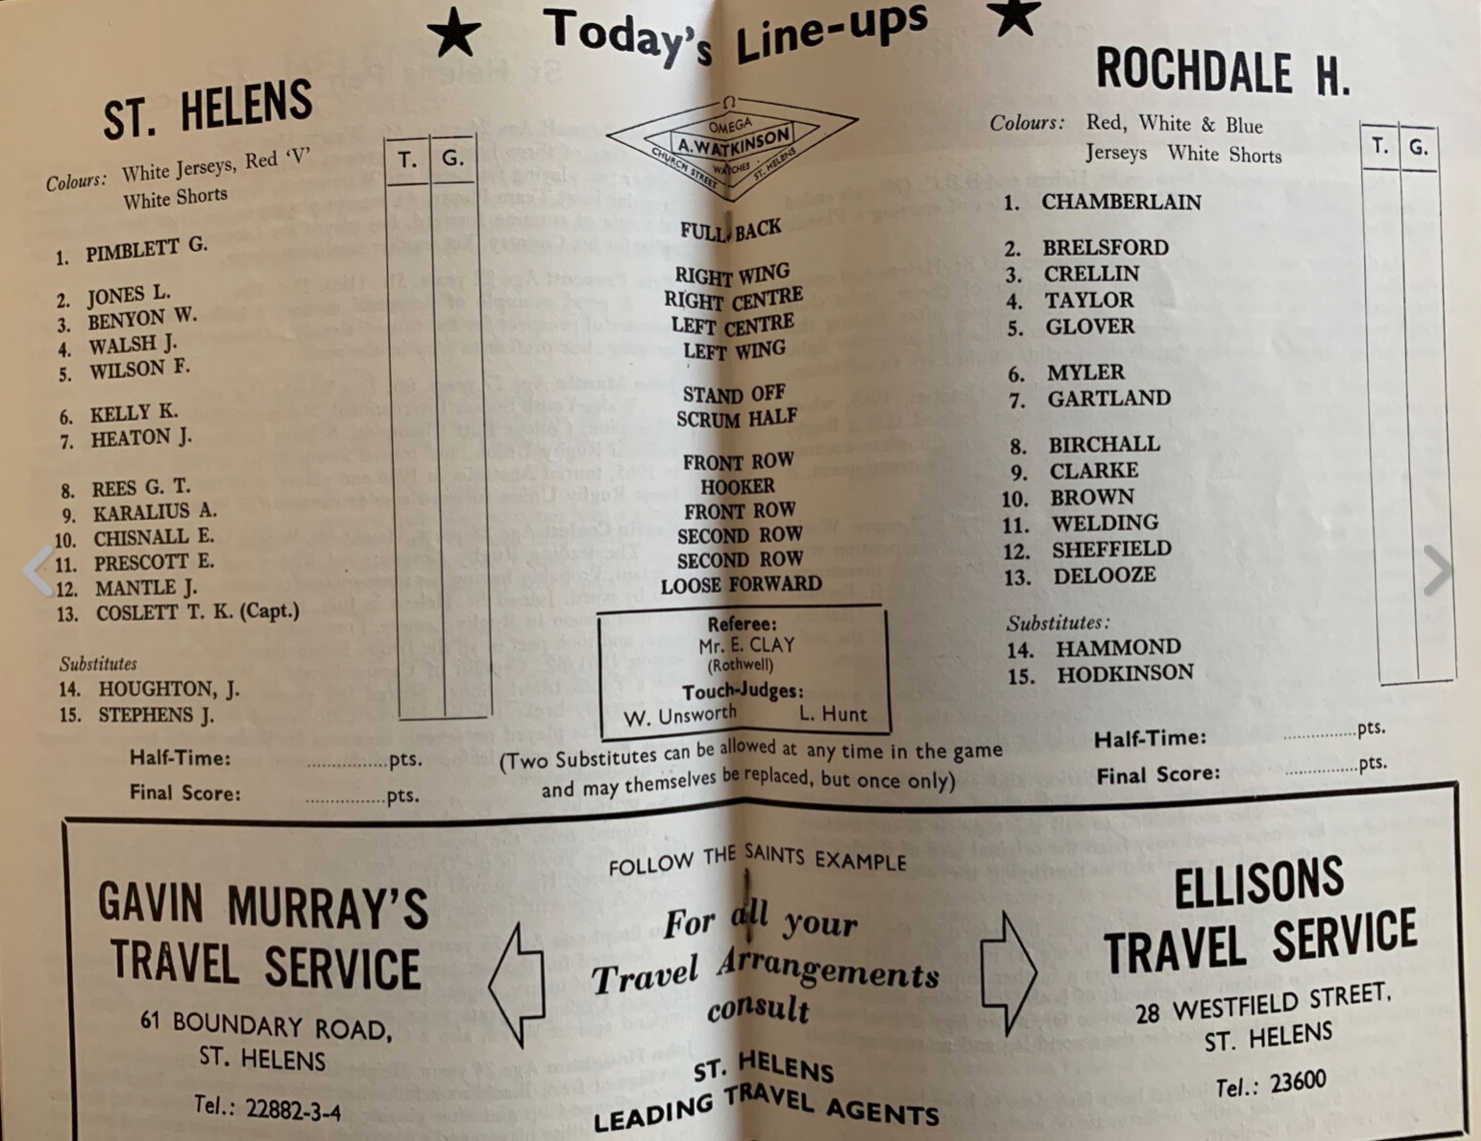 ★ Today's Line-ups ★
ST. HELENS
Colours: White Jerseys, Red 'V'
White Shorts
T. G.
1. PIMBLETT G.
2. JONES L.
3. BENYON W.
4. WALSH J.
5. WILSON F.
6. KELLY K.
7. HEATON J.
8. REES G. T.
9. KARALIUS A.
10. CHISNALL E.
11. PRESCOTT E.
12. MANTLE J.
13. COSLETT T. K. (Capt.)
Substitutes
14. HOUGHTON, J.
15. STEPHENS J.
Half-Time: ...............pts.
Final Score: ...............pts.
Ω
OMEGA
A. WATKINSON
WATCHES
CHURCH STREET ST. HELENS
FULL BACK
RIGHT WING
RIGHT CENTRE
LEFT CENTRE
LEFT WING
STAND OFF
SCRUM HALF
FRONT ROW
HOOKER
FRONT ROW
SECOND ROW
SECOND ROW
LOOSE FORWARD
Referee:
Mr. E. CLAY
(Rothwell)
Touch-Judges:
W. Unsworth L. Hunt
(Two Substitutes can be allowed at any time in the game
and may themselves be replaced, but once only)
ROCHDALE H.
Colours: Red, White & Blue
Jerseys White Shorts
T. G.
1. CHAMBERLAIN
2. BRELSFORD
3. CRELLIN
4. TAYLOR
5. GLOVER
6. MYLER
7. GARTLAND
8. BIRCHALL
9. CLARKE
10. BROWN
11. WELDING
12. SHEFFIELD
13. DELOOZE
Substitutes:
14. HAMMOND
15. HODKINSON
Half-Time: ..............pts.
Final Score: ..............pts.
GAVIN MURRAY'S
TRAVEL SERVICE
61 BOUNDARY ROAD,
ST. HELENS
Tel.: 22882-3-4
FOLLOW THE SAINTS EXAMPLE
For all your
Travel Arrangements
consult
ST. HELENS
LEADING TRAVEL AGENTS
ELLISONS
TRAVEL SERVICE
28 WESTFIELD STREET,
ST. HELENS
Tel.: 23600